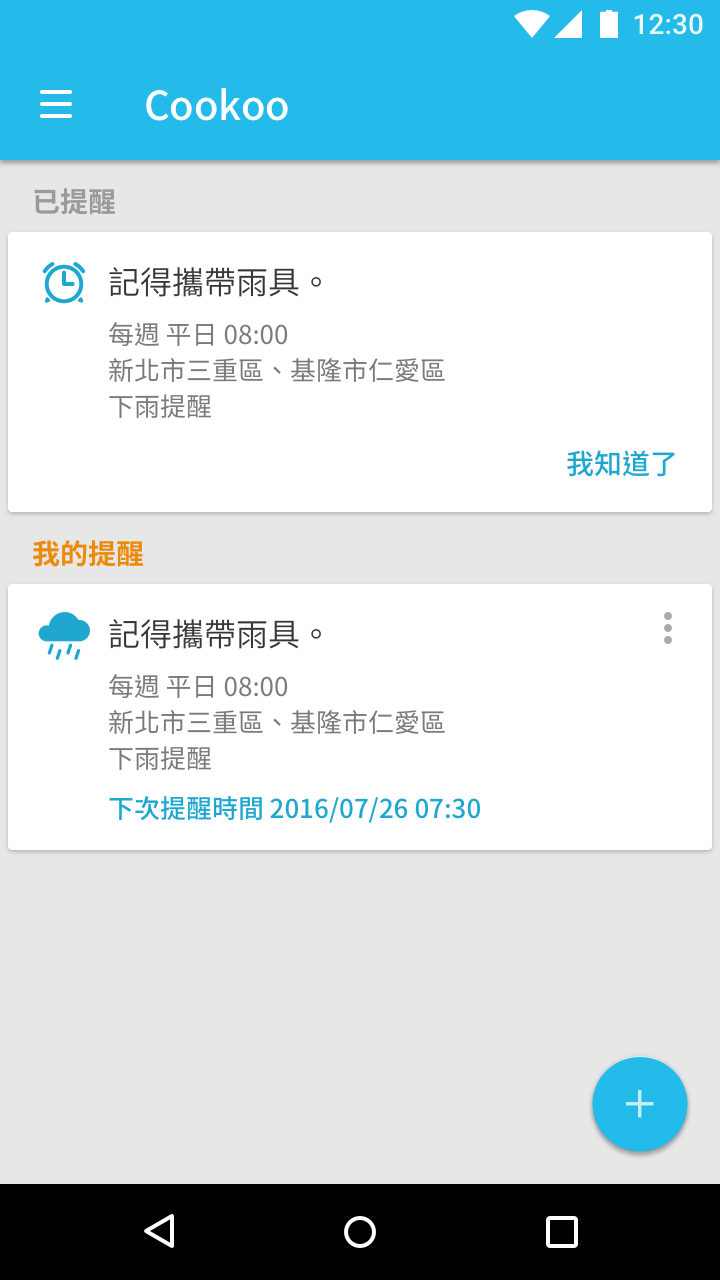 12:30
Cookoo
已提醒
記得攜帶雨具。
每週 平日 08:00
新北市三重區、基隆市仁愛區
下雨提醒
我知道了
我的提醒
記得攜帶雨具。
每週 平日 08:00
新北市三重區、基隆市仁愛區
下雨提醒
下次提醒時間 2016/07/26 07:30